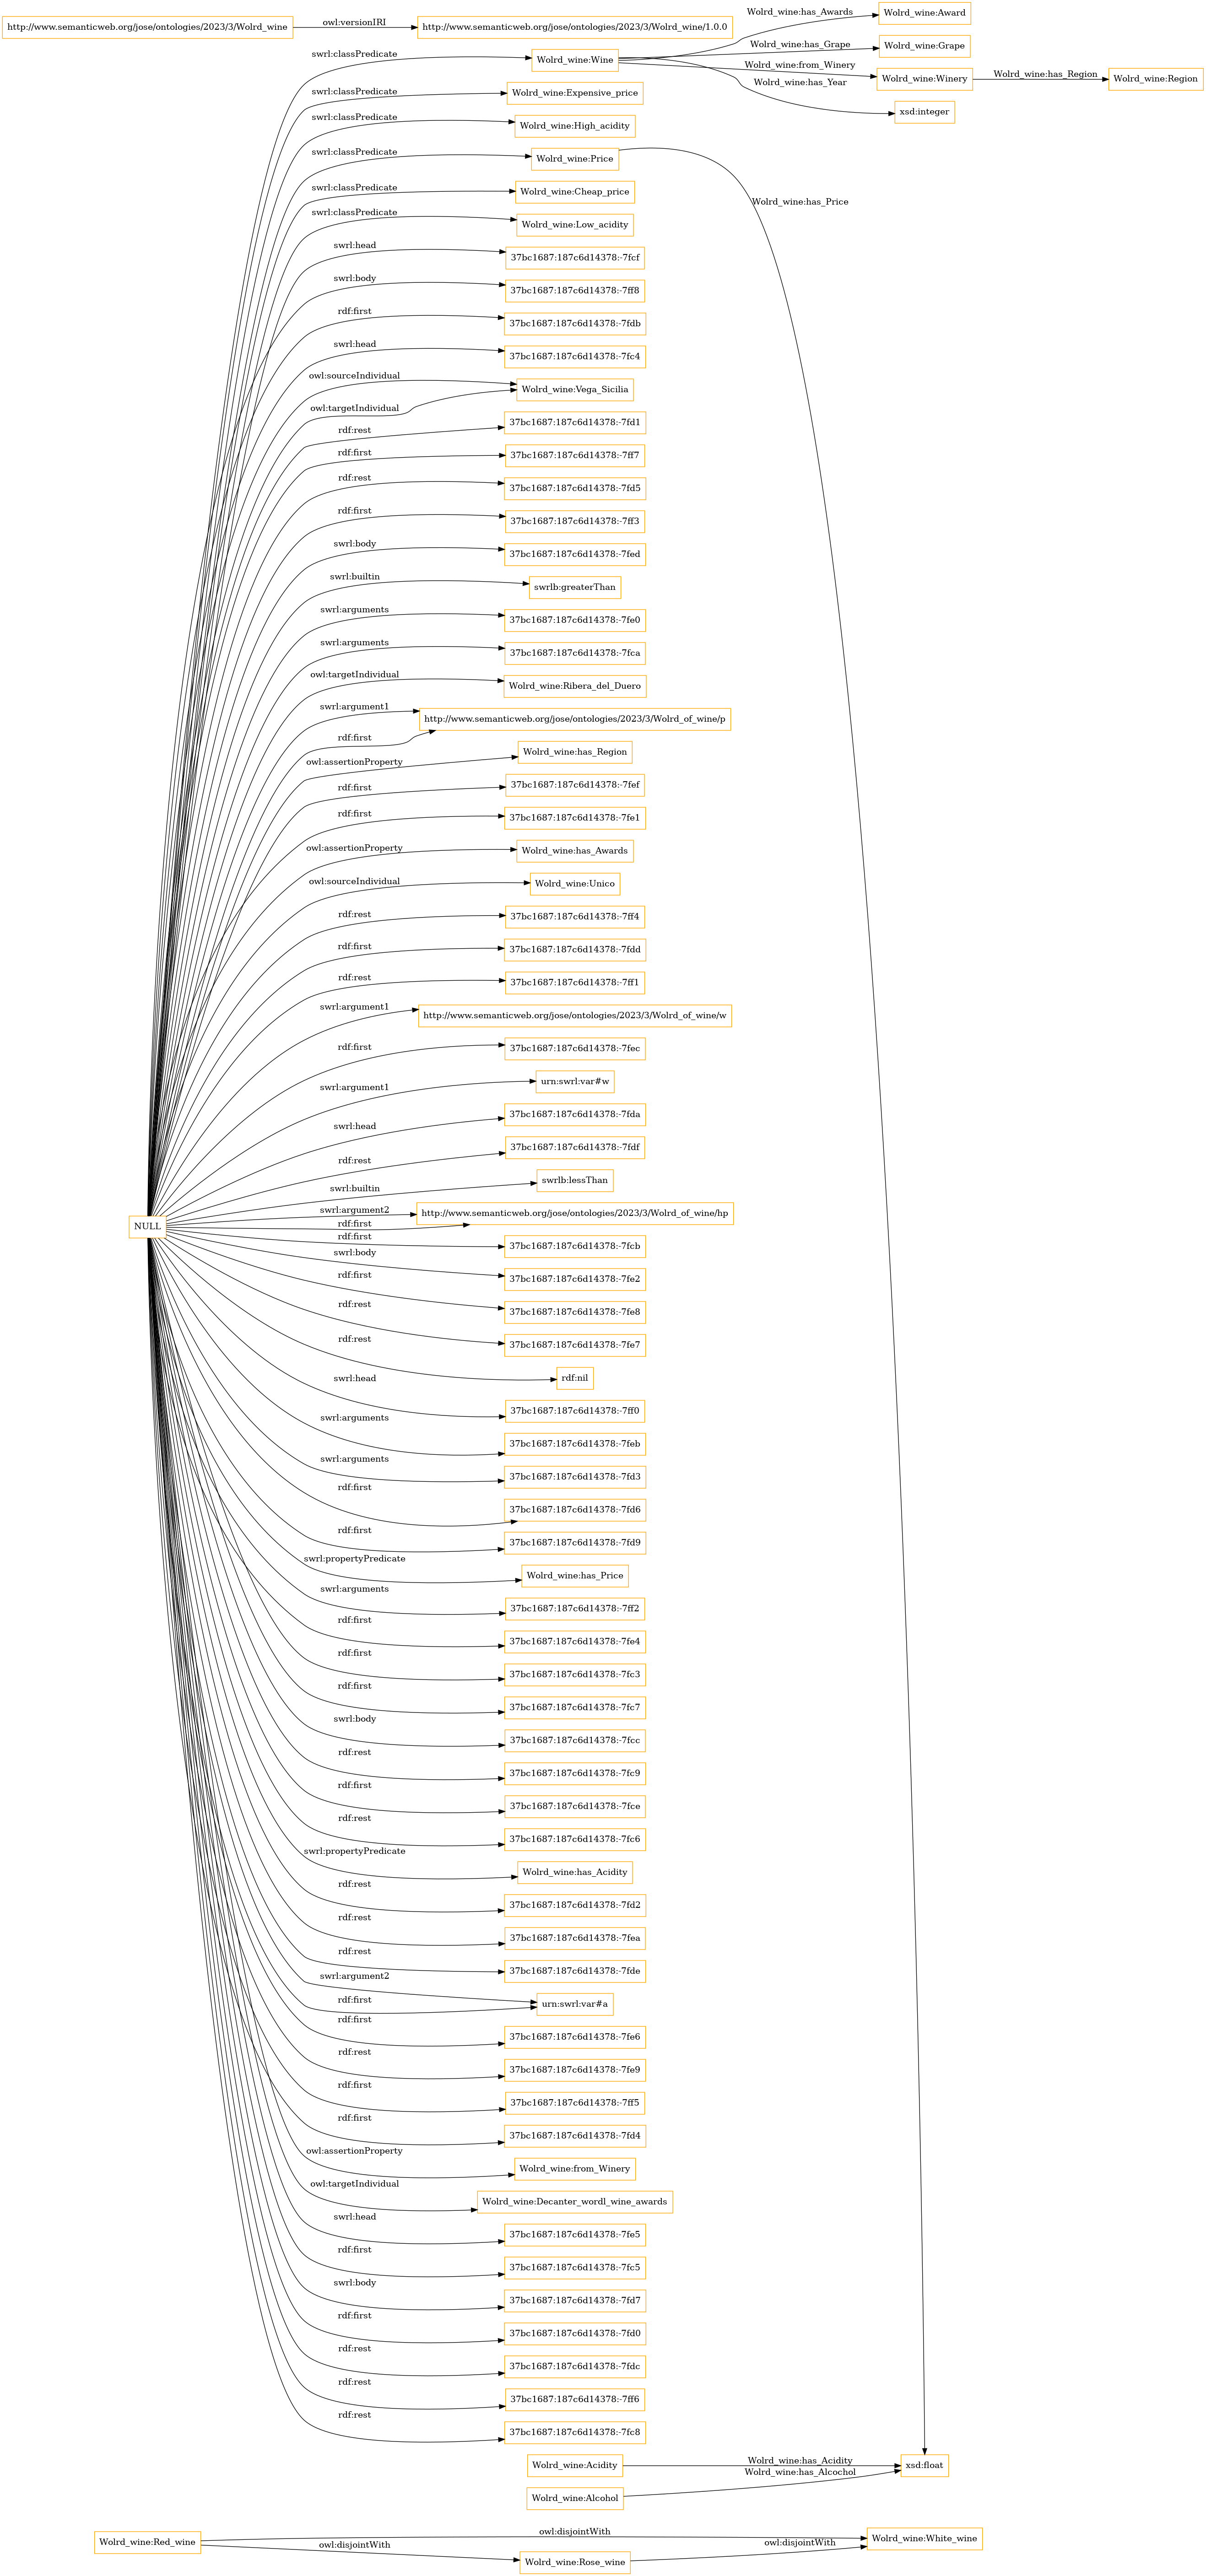 http://www.semanticweb.org/jose/ontologies/2023/3/Wolrd_wine
owl:versionIRI
http://www.semanticweb.org/jose/ontologies/2023/3/Wolrd_wine/1.0.0
Wolrd_wine:has_Awards
Wolrd_wine:Award
swrl:classPredicate
Wolrd_wine:Wine
Wolrd_wine:has_Grape
Wolrd_wine:Grape
Wolrd_wine:from_Winery
Wolrd_wine:Winery
Wolrd_wine:has_Region
Wolrd_wine:Region
Wolrd_wine:has_Year
xsd:integer
swrl:classPredicate
Wolrd_wine:Expensive_price
swrl:classPredicate
Wolrd_wine:High_acidity
swrl:classPredicate
Wolrd_wine:Price
Wolrd_wine:has_Price
swrl:classPredicate
Wolrd_wine:Cheap_price
swrl:classPredicate
Wolrd_wine:Low_acidity
swrl:head
37bc1687:187c6d14378:-7fcf
swrl:body
37bc1687:187c6d14378:-7ff8
rdf:first
37bc1687:187c6d14378:-7fdb
swrl:head
37bc1687:187c6d14378:-7fc4
owl:sourceIndividual
Wolrd_wine:Vega_Sicilia
owl:targetIndividual
rdf:rest
37bc1687:187c6d14378:-7fd1
rdf:first
37bc1687:187c6d14378:-7ff7
rdf:rest
37bc1687:187c6d14378:-7fd5
rdf:first
37bc1687:187c6d14378:-7ff3
swrl:body
37bc1687:187c6d14378:-7fed
swrl:builtin
swrlb:greaterThan
swrl:arguments
37bc1687:187c6d14378:-7fe0
swrl:arguments
37bc1687:187c6d14378:-7fca
owl:targetIndividual
Wolrd_wine:Ribera_del_Duero
swrl:argument1
http://www.semanticweb.org/jose/ontologies/2023/3/Wolrd_of_wine/p
rdf:first
owl:assertionProperty
Wolrd_wine:has_Region
rdf:first
37bc1687:187c6d14378:-7fef
rdf:first
37bc1687:187c6d14378:-7fe1
owl:assertionProperty
Wolrd_wine:has_Awards
owl:sourceIndividual
Wolrd_wine:Unico
rdf:rest
37bc1687:187c6d14378:-7ff4
rdf:first
37bc1687:187c6d14378:-7fdd
rdf:rest
37bc1687:187c6d14378:-7ff1
swrl:argument1
http://www.semanticweb.org/jose/ontologies/2023/3/Wolrd_of_wine/w
rdf:first
37bc1687:187c6d14378:-7fec
swrl:argument1
urn:swrl:var#w
swrl:head
37bc1687:187c6d14378:-7fda
rdf:rest
37bc1687:187c6d14378:-7fdf
swrl:builtin
swrlb:lessThan
NULL
swrl:argument2
http://www.semanticweb.org/jose/ontologies/2023/3/Wolrd_of_wine/hp
rdf:first
rdf:first
37bc1687:187c6d14378:-7fcb
swrl:body
37bc1687:187c6d14378:-7fe2
rdf:first
37bc1687:187c6d14378:-7fe8
rdf:rest
37bc1687:187c6d14378:-7fe7
rdf:rest
rdf:nil
swrl:head
37bc1687:187c6d14378:-7ff0
swrl:arguments
37bc1687:187c6d14378:-7feb
swrl:arguments
37bc1687:187c6d14378:-7fd3
rdf:first
37bc1687:187c6d14378:-7fd6
rdf:first
37bc1687:187c6d14378:-7fd9
swrl:propertyPredicate
Wolrd_wine:has_Price
swrl:arguments
37bc1687:187c6d14378:-7ff2
rdf:first
37bc1687:187c6d14378:-7fe4
rdf:first
37bc1687:187c6d14378:-7fc3
rdf:first
37bc1687:187c6d14378:-7fc7
swrl:body
37bc1687:187c6d14378:-7fcc
rdf:rest
37bc1687:187c6d14378:-7fc9
rdf:first
37bc1687:187c6d14378:-7fce
rdf:rest
37bc1687:187c6d14378:-7fc6
swrl:propertyPredicate
Wolrd_wine:has_Acidity
rdf:rest
37bc1687:187c6d14378:-7fd2
rdf:rest
37bc1687:187c6d14378:-7fea
rdf:rest
37bc1687:187c6d14378:-7fde
swrl:argument2
urn:swrl:var#a
rdf:first
rdf:first
37bc1687:187c6d14378:-7fe6
rdf:rest
37bc1687:187c6d14378:-7fe9
rdf:first
37bc1687:187c6d14378:-7ff5
rdf:first
37bc1687:187c6d14378:-7fd4
owl:assertionProperty
Wolrd_wine:from_Winery
owl:targetIndividual
Wolrd_wine:Decanter_wordl_wine_awards
swrl:head
37bc1687:187c6d14378:-7fe5
rdf:first
37bc1687:187c6d14378:-7fc5
swrl:body
37bc1687:187c6d14378:-7fd7
rdf:first
37bc1687:187c6d14378:-7fd0
rdf:rest
37bc1687:187c6d14378:-7fdc
rdf:rest
37bc1687:187c6d14378:-7ff6
rdf:rest
37bc1687:187c6d14378:-7fc8
Wolrd_wine:Acidity
Wolrd_wine:has_Acidity
xsd:float
Wolrd_wine:Alcohol
Wolrd_wine:has_Alcochol
Wolrd_wine:Red_wine
owl:disjointWith
Wolrd_wine:White_wine
owl:disjointWith
Wolrd_wine:Rose_wine
owl:disjointWith